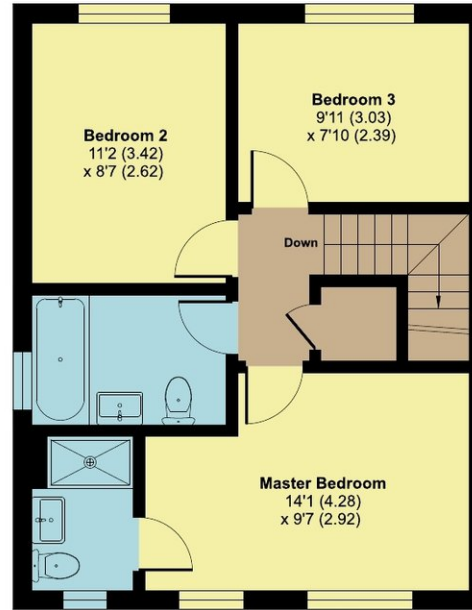 Bedroom 2
11'2 (3.42)
x 8'7 (2.62)
Bedroom 3
9'11 (3.03)
x 7'10 (2.39)
Down
Master Bedroom
14'1 (4.28)
x 9'7 (2.92)